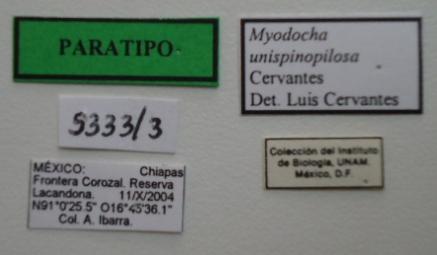 PARATIPO
5333/3
MÉXICO: Chiapas
Frontera Corozal. Reserva
Lacandona. 11/X/2004
N91°0'25.5" O16°45'36.1"
Col. A. Ibarra.
Myodocha
unispinopilosa
Cervantes
Det. Luis Cervantes
Colección del Instituto
de Biología, UNAM.
México, D.F.